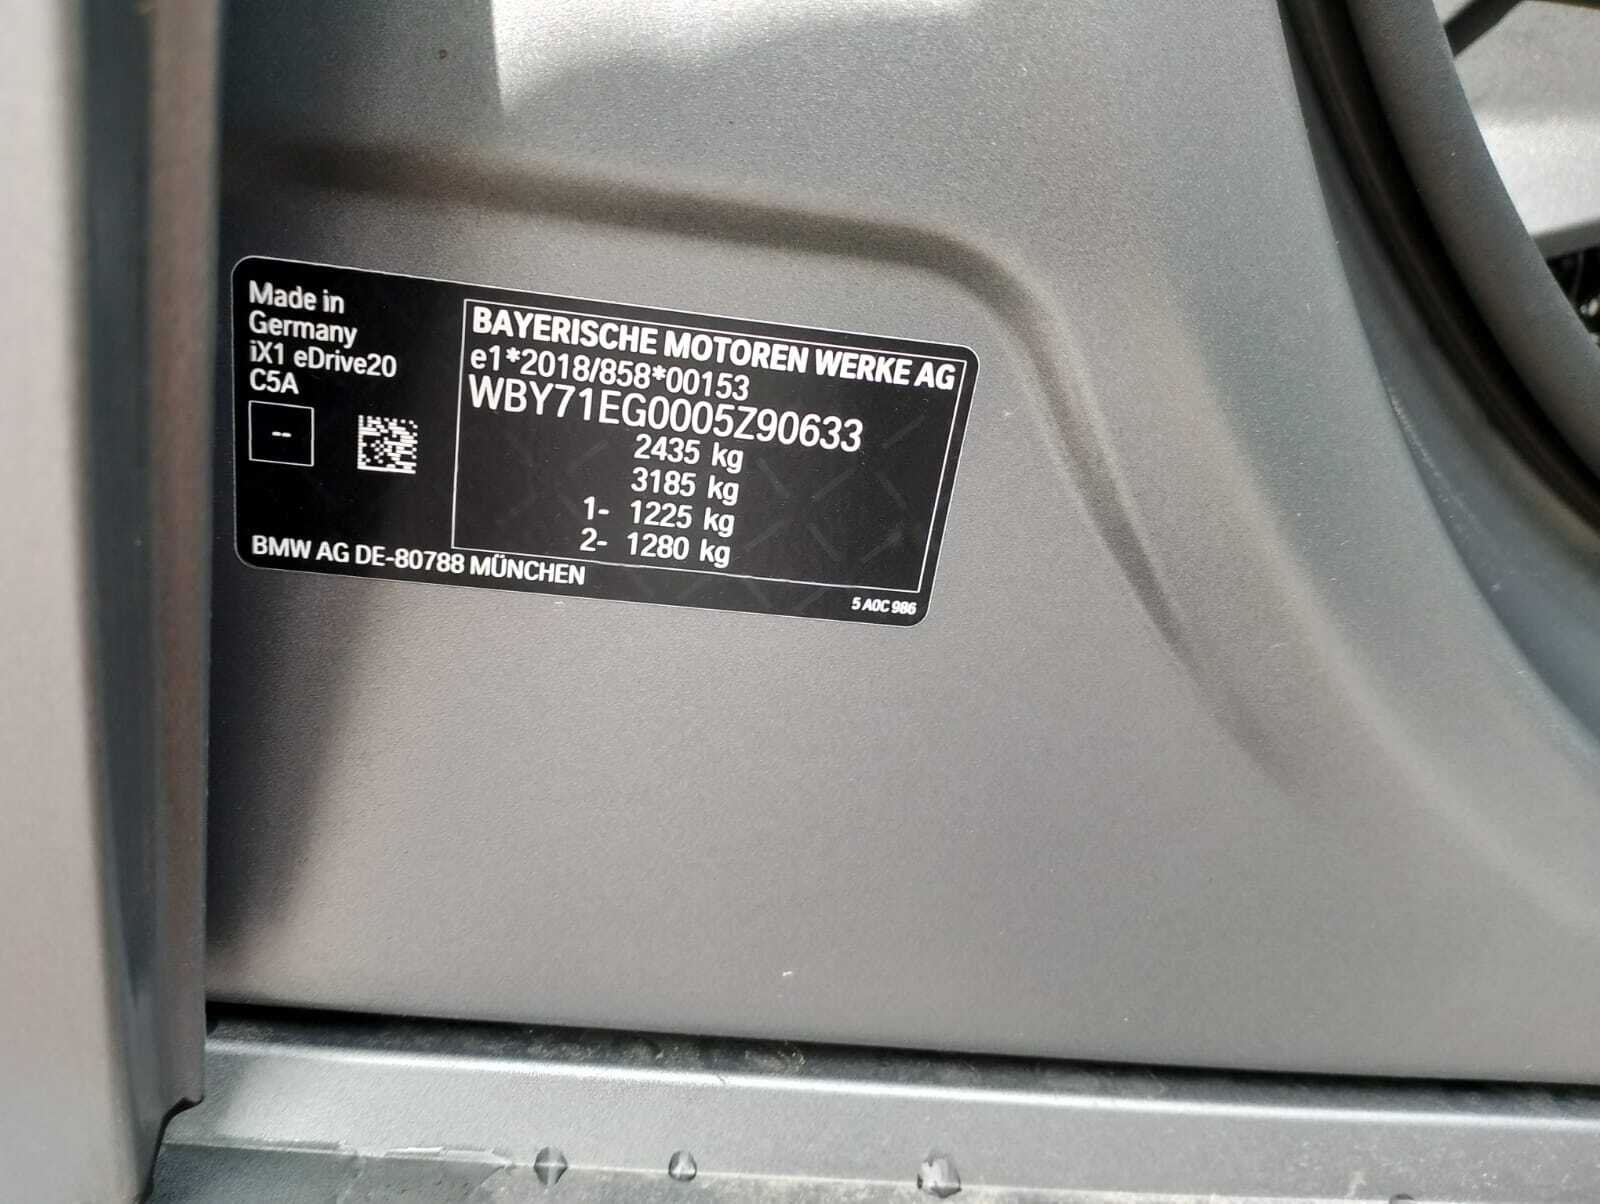 Made in
Germany
iX1 eDrive20
C5A
--
BAYERISCHE MOTOREN WERKE AG
e1*2018/858*00153
WBY71EG0005Z90633
2435 kg
3185 kg
1- 1225 kg
2- 1280 kg
BMW AG DE-80788 MÜNCHEN
5 A0C 986